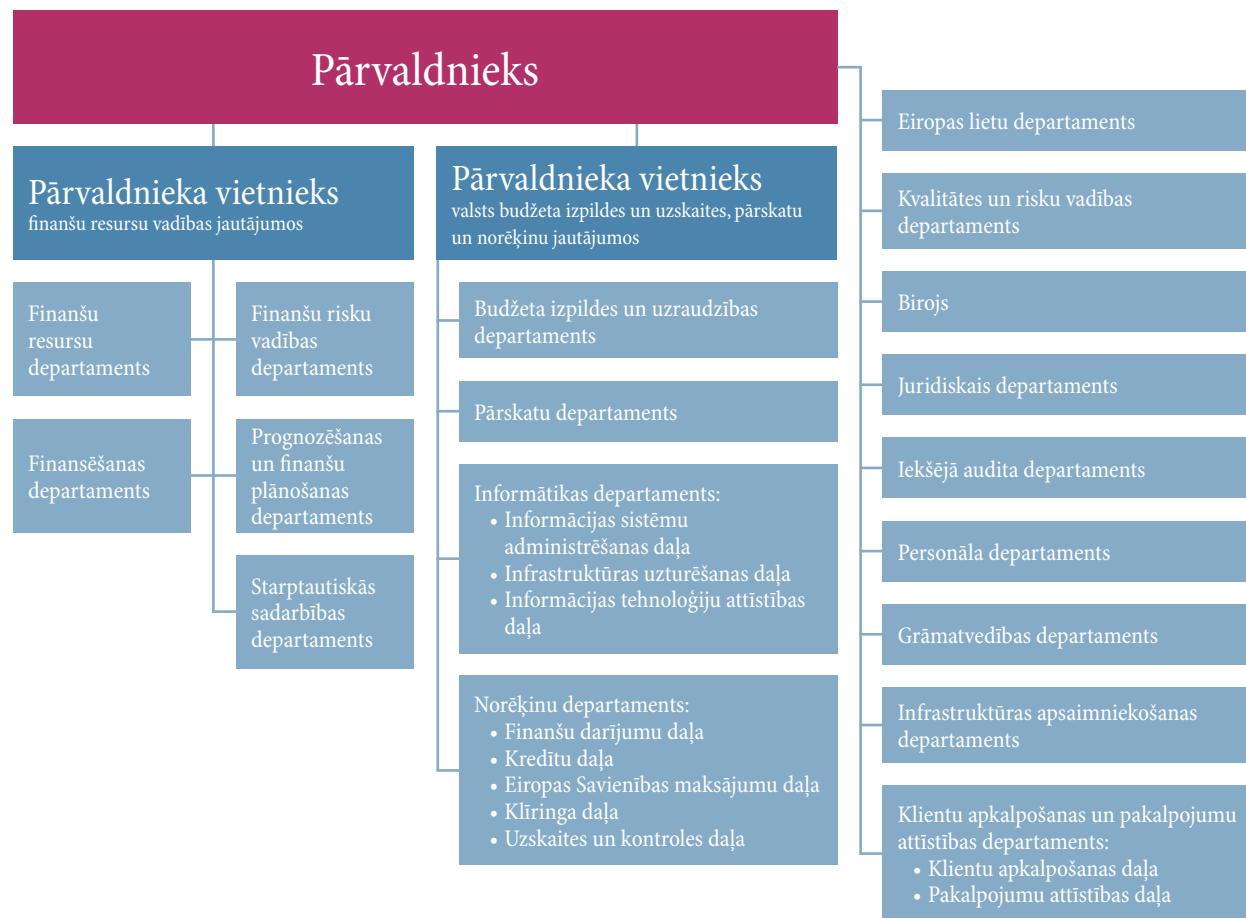 Pārvaldnieks
Pārvaldnieka vietnieks
finanšu resursu vadības jautājumos
Finanšu
resursu
departaments
Finanšu risku
vadības
departaments
Finansēšanas
departaments
Prognozēšanas
un finanšu
plānošanas
departaments
Starptautiskās
sadarbības
departaments
Pārvaldnieka vietnieks
valsts budžeta izpildes un uzskaites, pārskatu
un norēķinu jautājumos
Budžeta izpildes un uzraudzības
departaments
Pārskatu departaments
Informātikas departaments:
• Informācijas sistēmu
administrēšanas daļa
• Infrastruktūras uzturēšanas daļa
• Informācijas tehnoloģiju attīstības
daļa
Norēķinu departaments:
• Finanšu darījumu daļa
• Kredītu daļa
• Eiropas Savienības maksājumu daļa
• Klīringa daļa
• Uzskaites un kontroles daļa
Eiropas lietu departaments
Kvalitātes un risku vadības
departaments
Birojs
Juridiskais departaments
Iekšējā audita departaments
Personāla departaments
Grāmatvedības departaments
Infrastruktūras apsaimniekošanas
departaments
Klientu apkalpošanas un pakalpojumu
attīstības departaments:
• Klientu apkalpošanas daļa
• Pakalpojumu attīstības daļa